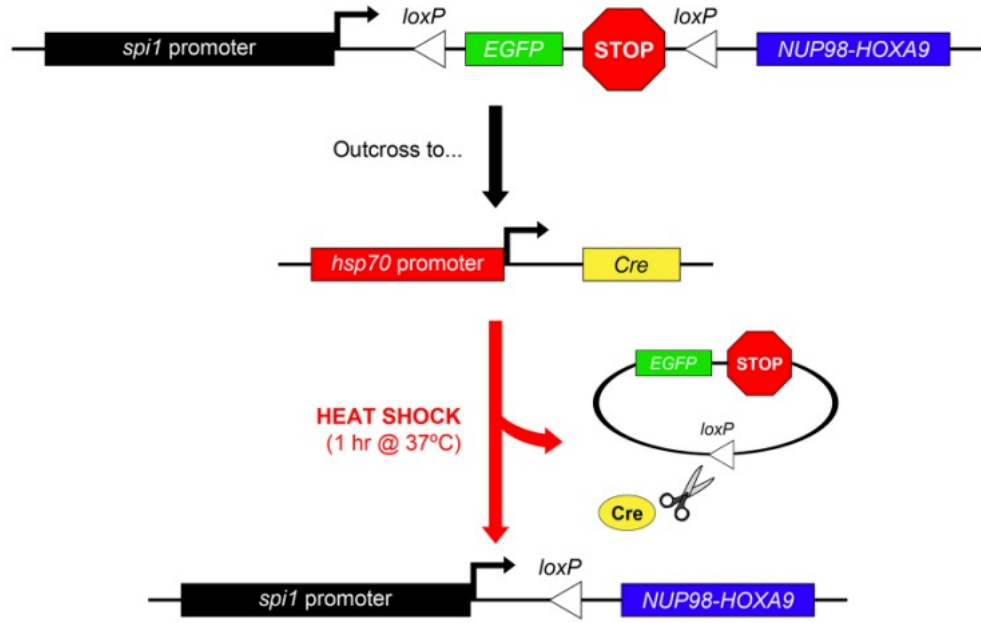 loxP loxP
spi1 promoter EGFP STOP NUP98-HOXA9
Outcross to...
hsp70 promoter Cre
EGFP STOP
HEAT SHOCK
(1 hr @ 37ºC)
loxP
Cre
loxP
spi1 promoter NUP98-HOXA9